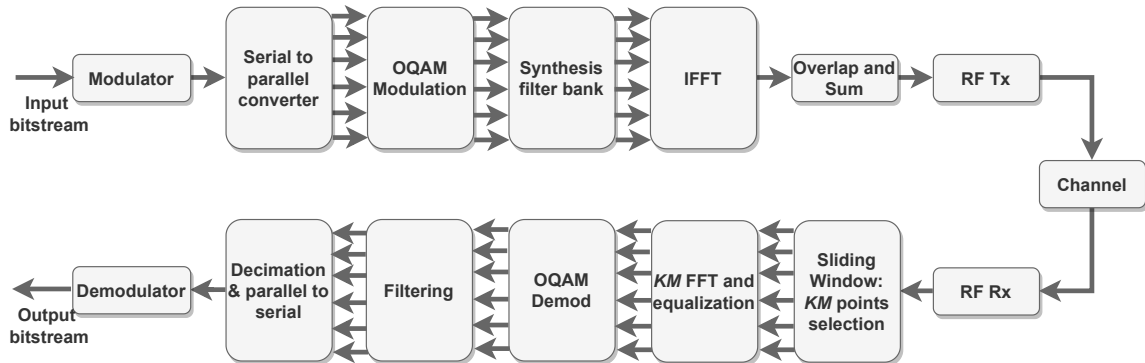 Input
bitstream
Modulator
Serial to
parallel
converter
OQAM
Modulation
Synthesis
filter bank
IFFT
Overlap and
Sum
RF Tx
Channel
RF Rx
Sliding
Window:
KM points
selection
KM FFT and
equalization
OQAM
Demod
Filtering
Decimation
& parallel to
serial
Demodulator
Output
bitstream